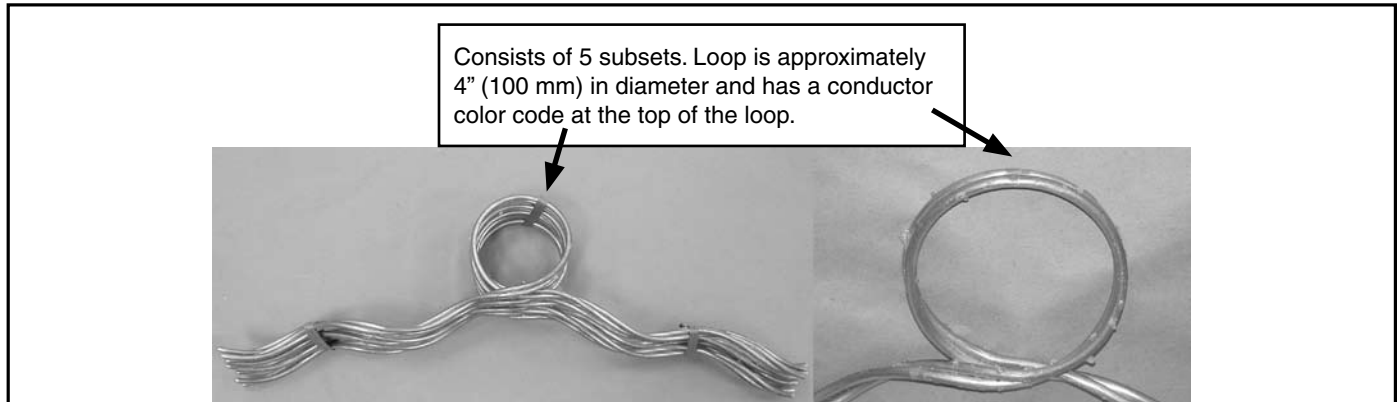 Consists of 5 subsets. Loop is approximately
4” (100 mm) in diameter and has a conductor
color code at the top of the loop.